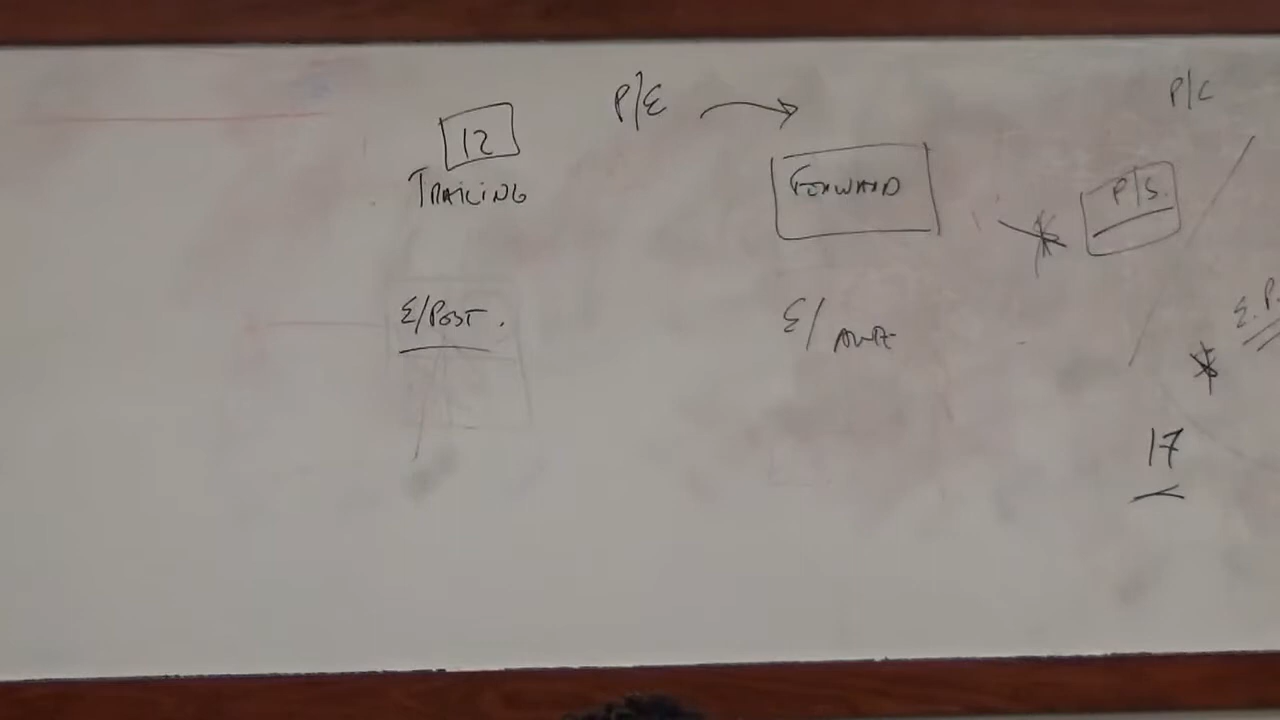 P/E
P/C
12
TRAILING
FORWARD
P/S.
E/POST.
E/
E.P
17